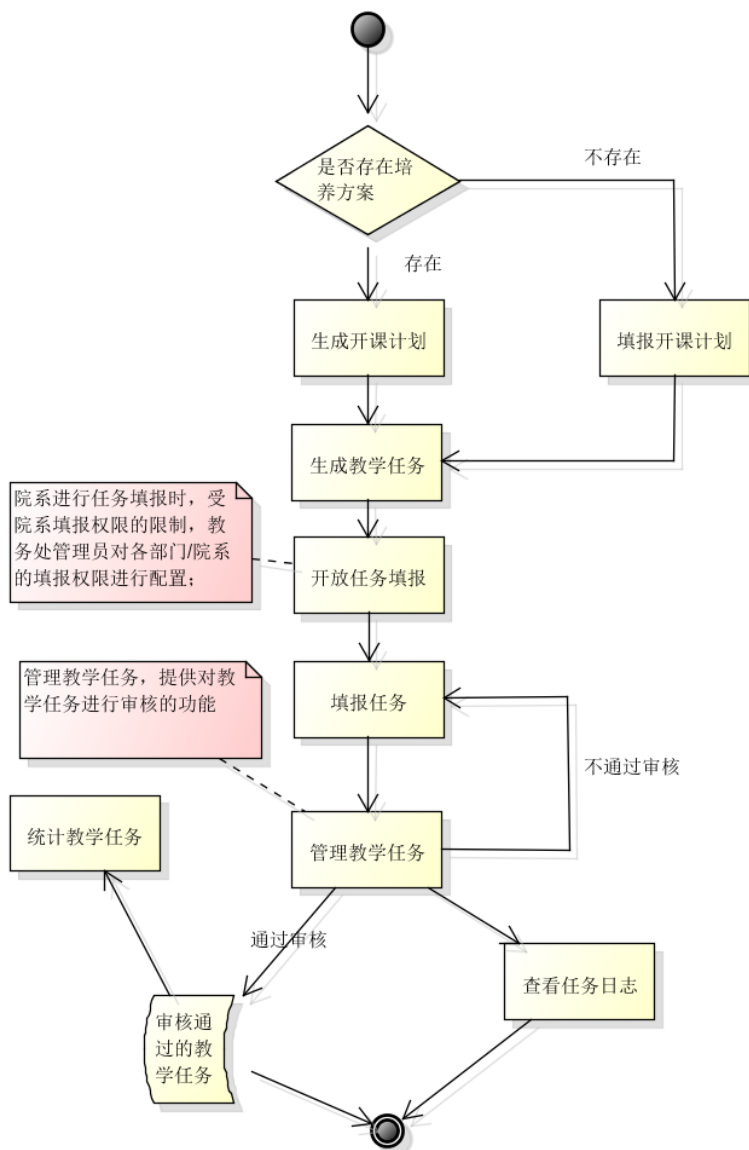 是否存在培
养方案
不存在
存在
生成开课计划
填报开课计划
生成教学任务
院系进行任务填报时，受
院系填报权限的限制，教
务处管理员对各部门/院系
的填报权限进行配置；
开放任务填报
管理教学任务，提供对教
学任务进行审核的功能
填报任务
不通过审核
统计教学任务
管理教学任务
通过审核
查看任务日志
审核通
过的教
学任务